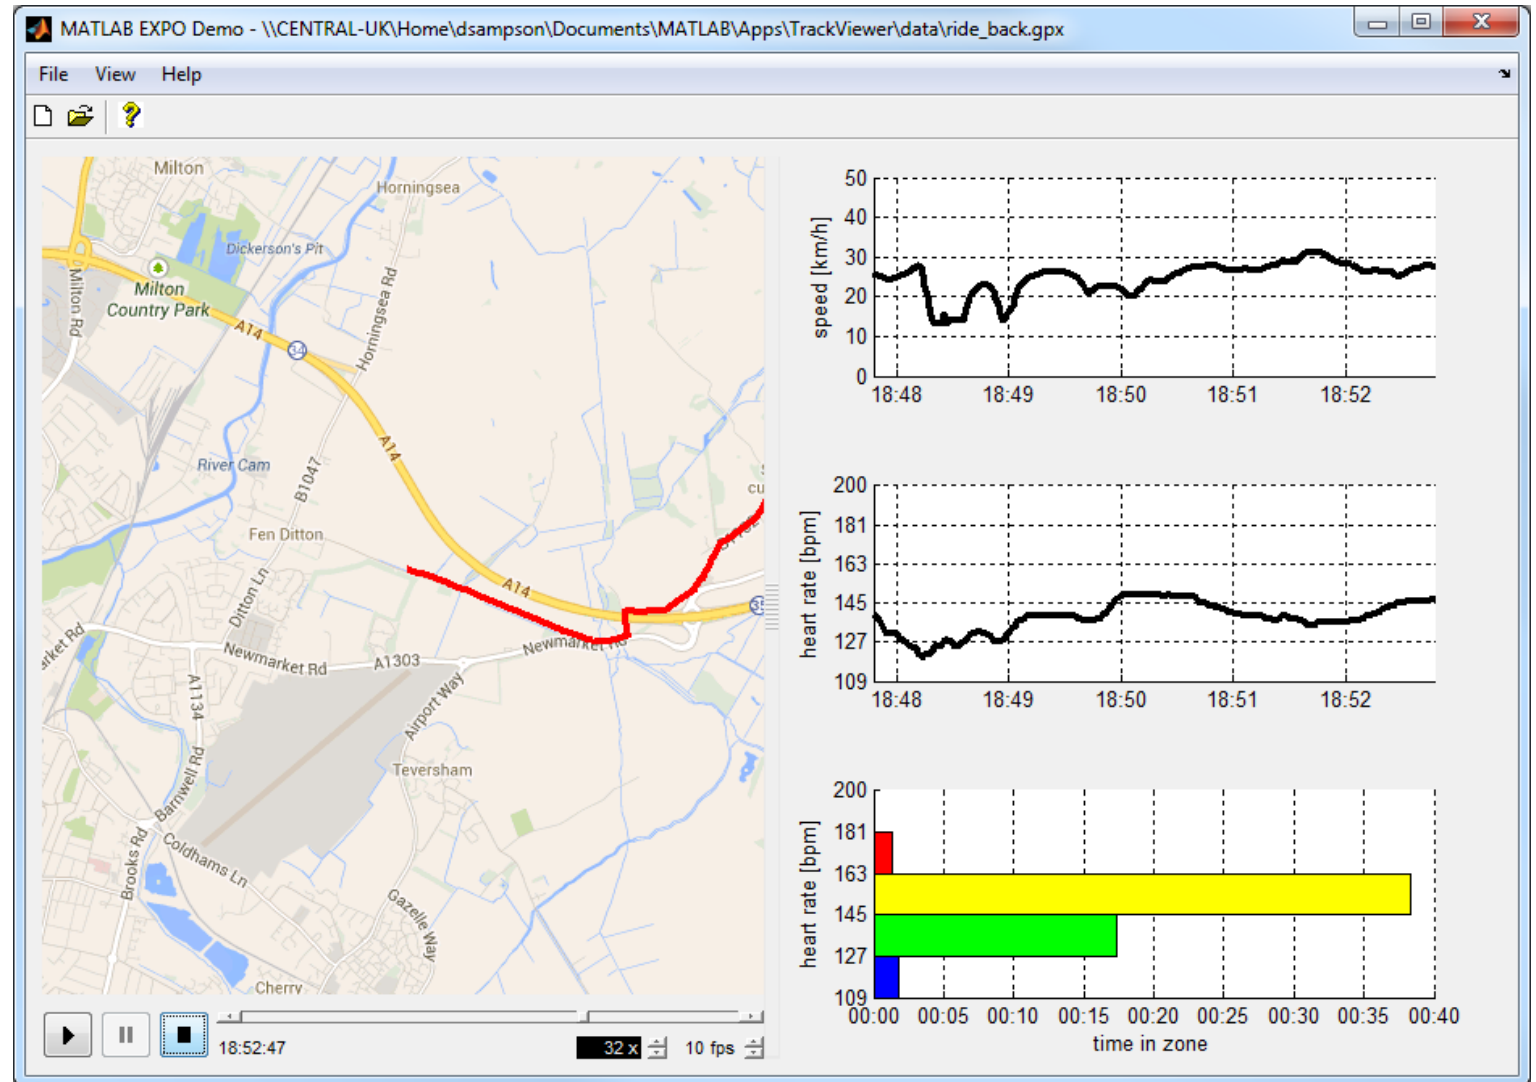 MATLAB EXPO Demo - \\CENTRAL-UK\Home\dsampson\Documents\MATLAB\Apps\TrackViewer\data\ride_back.gpx
File View Help
Milton
Horningsea
Dickerson's Pit
Milton Rd
Milton
Country Park
Horningsea Rd
A14
34
A14
River Cam
B1047
cu
Fen Ditton
A14
35
Ditton Ln
Newmarket Rd
arket Rd
Newmarket Rd
A1303
A1134
Airport Way
Teversham
Barnwell Rd
Brooks Rd
Coldhams Ln
Gazelle Way
Cherry
18:52:47
32 x
10 fps
speed [km/h]
50
40
30
20
10
0
18:48 18:49 18:50 18:51 18:52
heart rate [bpm]
200
181
163
145
127
109
18:48 18:49 18:50 18:51 18:52
heart rate [bpm]
200
181
163
145
127
109
00:00 00:05 00:10 00:15 00:20 00:25 00:30 00:35 00:40
time in zone